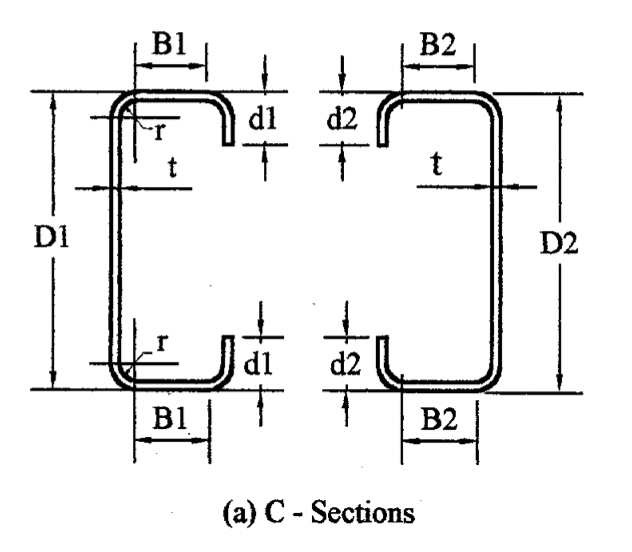 B1 B2
d1 d2
r
t t
D1 D2
r
d1 d2
B1 B2
(a) C - Sections